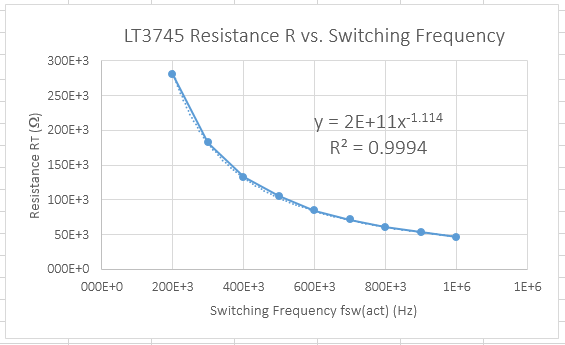 LT3745 Resistance R vs. Switching Frequency
300E+3
250E+3
200E+3
150E+3
100E+3
50E+3
000E+0
Resistance RT (Ω)
y = 2E+11x-1.114
R² = 0.9994
000E+0 200E+3 400E+3 600E+3 800E+3 1E+6 1E+6
Switching Frequency fsw(act) (Hz)